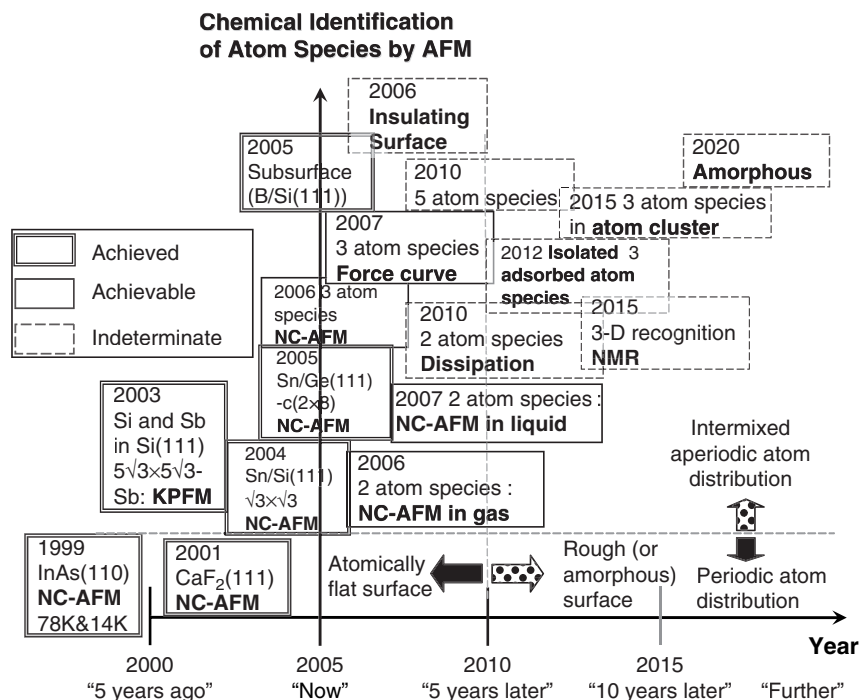 Chemical Identification
of Atom Species by AFM
2006
Insulating
Surface
2005
Subsurface
(B/Si(111))
2020
Amorphous
2010
5 atom species
2015 3 atom species
in atom cluster
2007
3 atom species
Force curve
2012 Isolated 3
adsorbed atom
species
Achieved
Achievable
Indeterminate
2006 3 atom
species
NC-AFM
2010
2 atom species
Dissipation
2015
3-D recognition
NMR
2005
Sn/Ge(111)
-c(2×8)
NC-AFM
2003
Si and Sb
in Si(111)
5√3×5√3-
Sb: KPFM
2007 2 atom species :
NC-AFM in liquid
2004
Sn/Si(111)
√3×√3
NC-AFM
2006
2 atom species :
NC-AFM in gas
Intermixed
aperiodic atom
distribution
1999
InAs(110)
NC-AFM
78K&14K
2001
CaF₂(111)
NC-AFM
Atomically
flat surface
Rough (or
amorphous)
surface
Periodic atom
distribution
Year
2000 2005 2010 2015
“5 years ago” “Now” “5 years later” “10 years later” “Further”